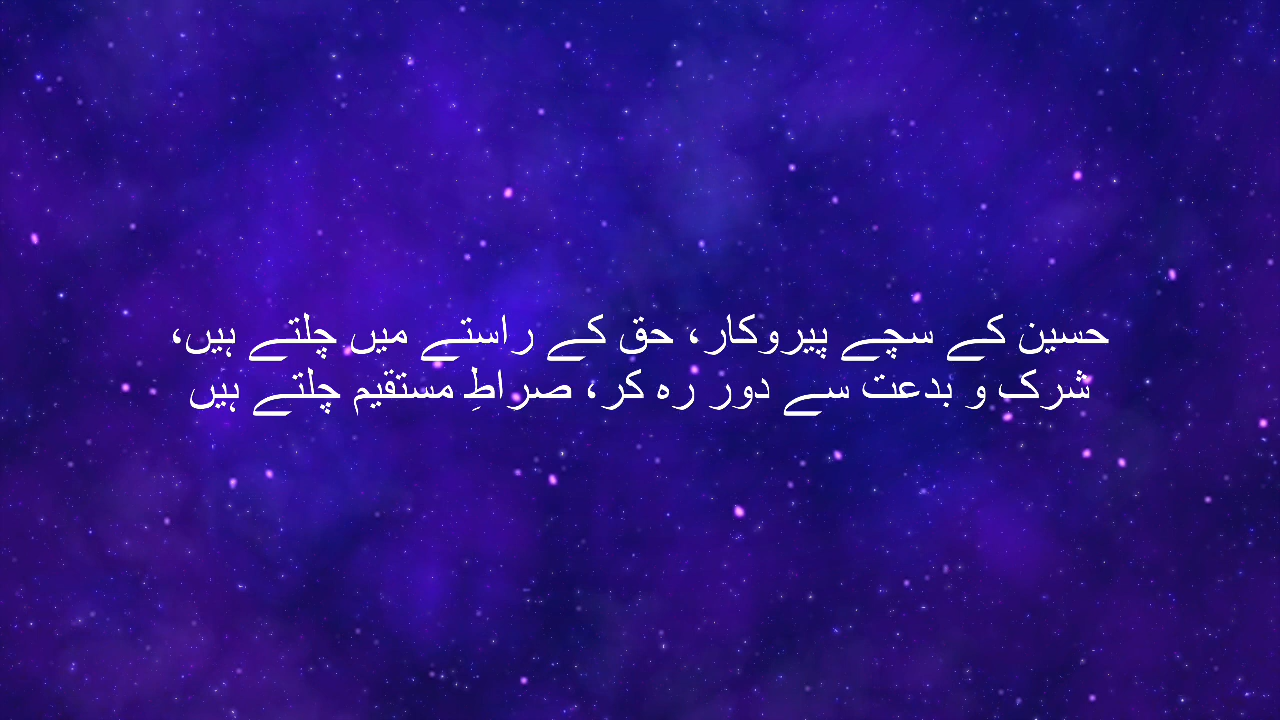 حسین کے سچے پیروکار، حق کے راستے میں چلتے ہیں،
شرک و بدعت سے دور رہ کر، صراطِ مستقیم چلتے ہیں